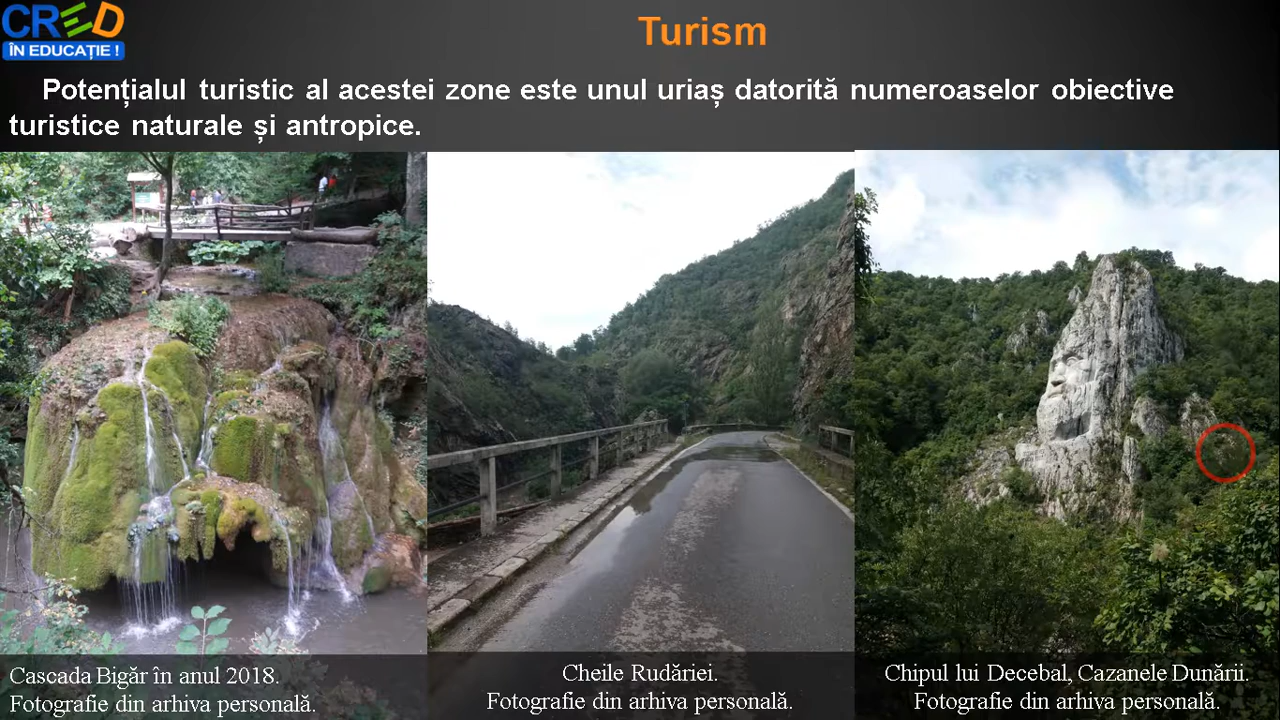 CRED
ÎN EDUCAȚIE !
Turism
Potențialul turistic al acestei zone este unul uriaș datorită numeroaselor obiective
turistice naturale și antropice.
Cascada Bigăr în anul 2018.
Fotografie din arhiva personală.
Cheile Rudăriei.
Fotografie din arhiva personală.
Chipul lui Decebal, Cazanele Dunării.
Fotografie din arhiva personală.